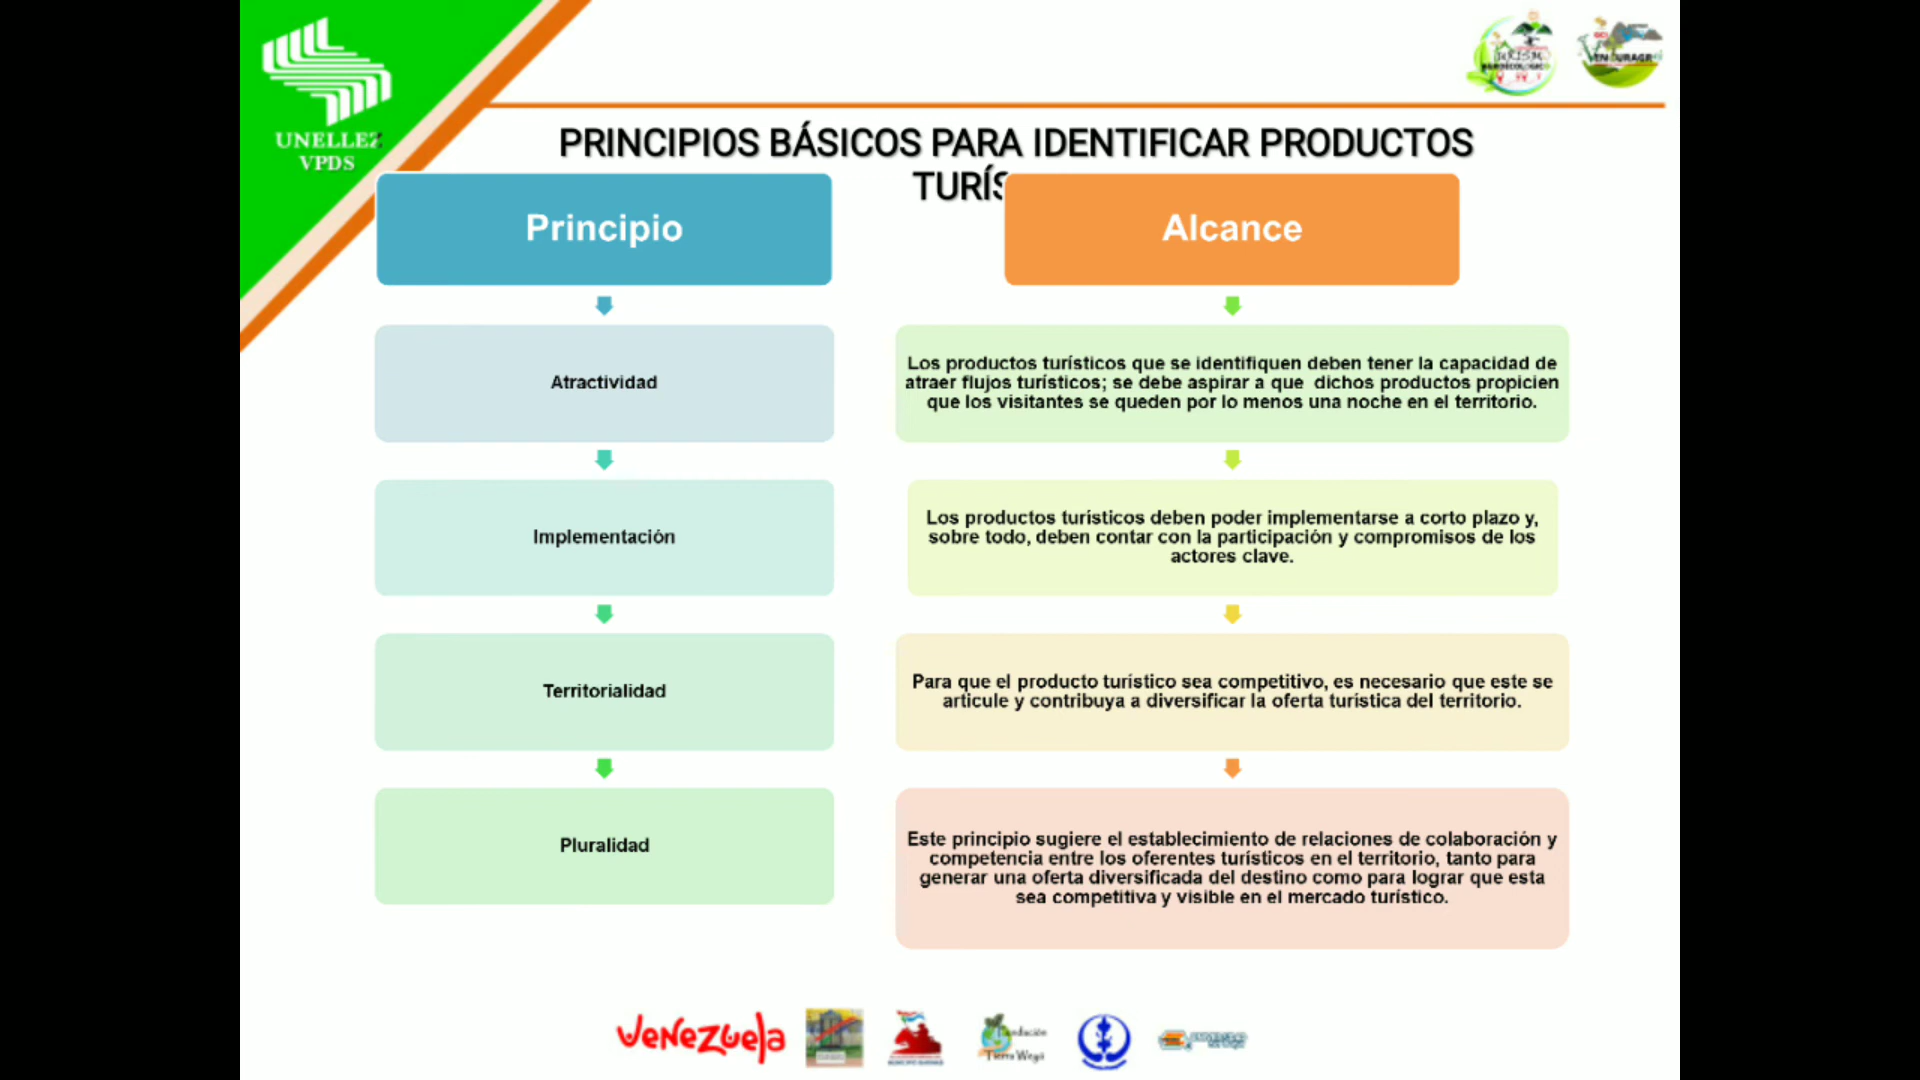 UNELLEZ
VPDS
PRINCIPIOS BÁSICOS PARA IDENTIFICAR PRODUCTOS
TURÍS
Principio
Alcance
Atractividad
Los productos turísticos que se identifiquen deben tener la capacidad de
atraer flujos turísticos; se debe aspirar a que dichos productos propicien
que los visitantes se queden por lo menos una noche en el territorio.
Implementación
Los productos turísticos deben poder implementarse a corto plazo y,
sobre todo, deben contar con la participación y compromisos de los
actores clave.
Territorialidad
Para que el producto turístico sea competitivo, es necesario que este se
articule y contribuya a diversificar la oferta turística del territorio.
Pluralidad
Este principio sugiere el establecimiento de relaciones de colaboración y
competencia entre los oferentes turísticos en el territorio, tanto para
generar una oferta diversificada del destino como para lograr que esta
sea competitiva y visible en el mercado turístico.
Venezuela